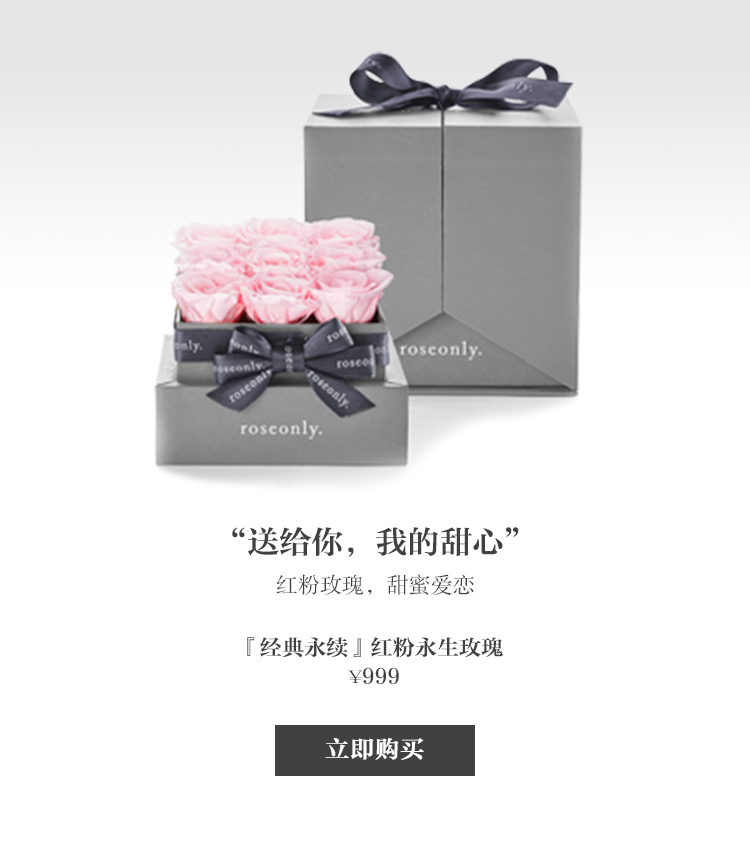 roseonly.
only.
roseonly.
roseonly.
roseonly.
roseonly.
“送给你，我的甜心”
红粉玫瑰，甜蜜爱恋
『经典永续』红粉永生玫瑰
¥999
立即购买